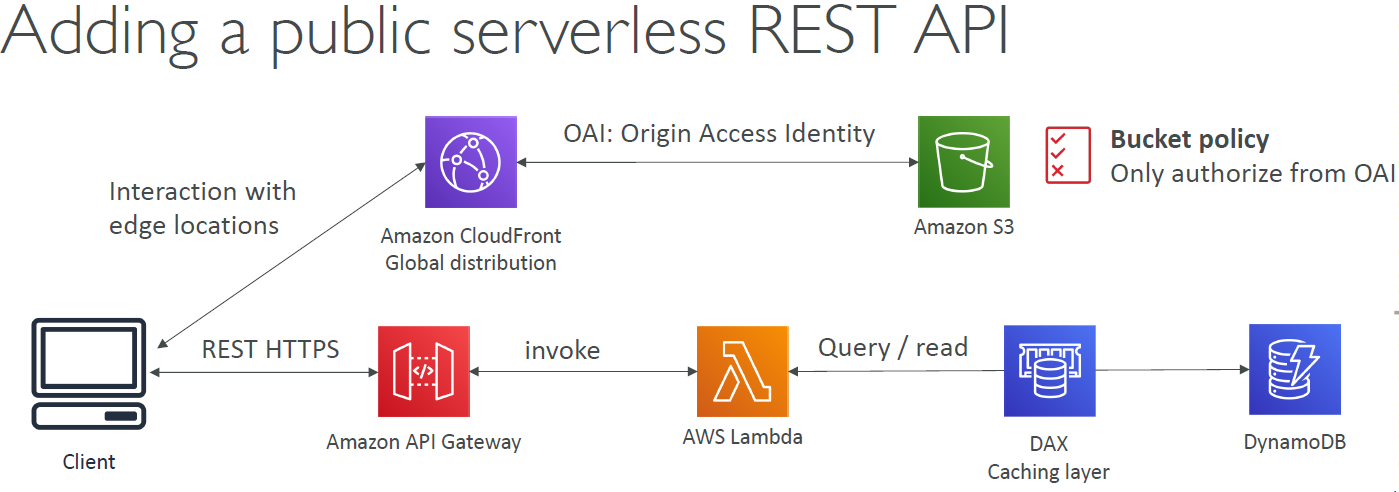 Adding a public serverless REST API
OAI: Origin Access Identity
Bucket policy
Only authorize from OAI
Interaction with
edge locations
Amazon CloudFront
Global distribution
Amazon S3
REST HTTPS
invoke
Query / read
Client
Amazon API Gateway
AWS Lambda
DAX
Caching layer
DynamoDB